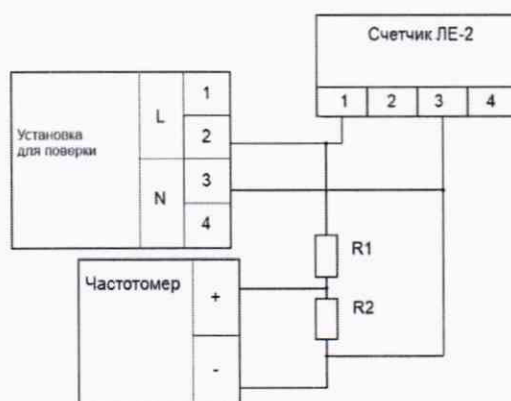 Счетчик ЛЕ-2
1 2 3 4
Установка
для поверки
L
N
1
2
3
4
R1
R2
Частотомер
+
-